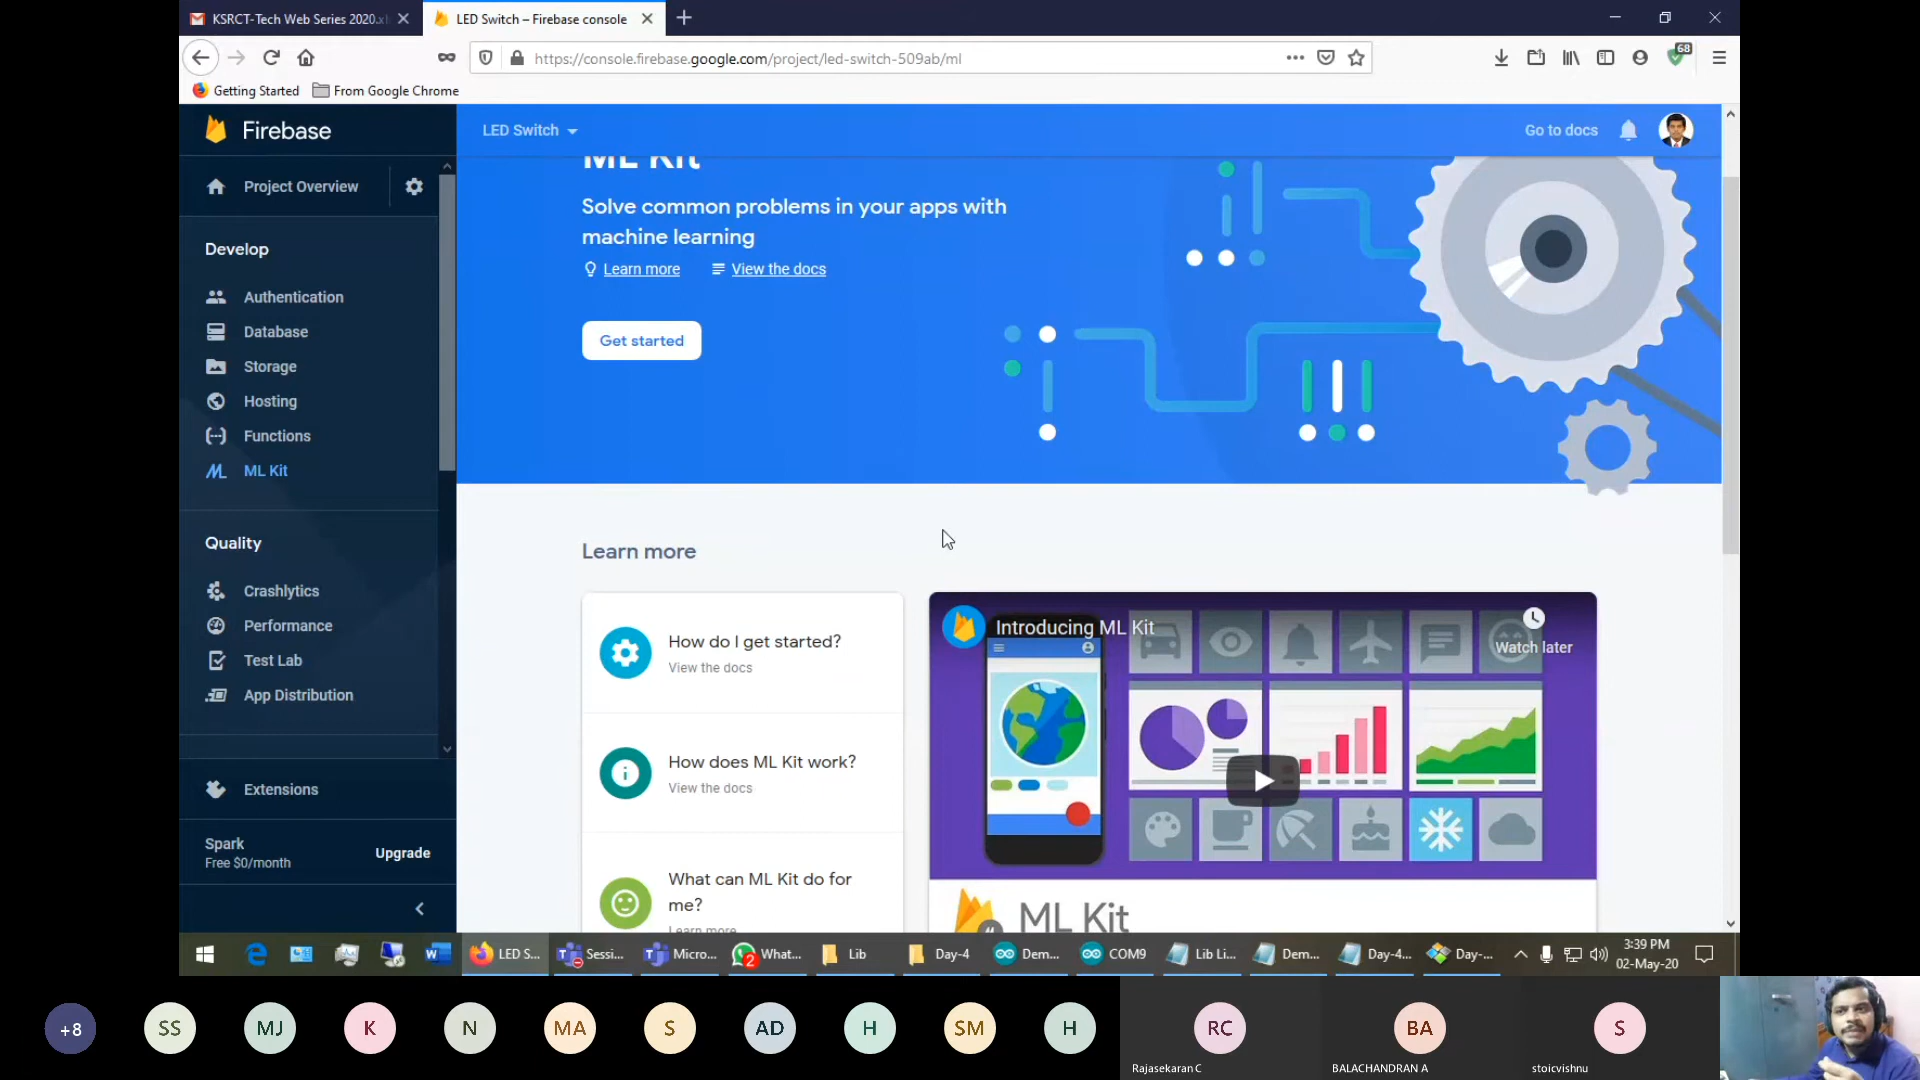 KSRCT-Tech Web Series 2020.x
LED Switch – Firebase console
https://console.firebase.google.com/project/led-switch-509ab/ml
68
Getting Started
From Google Chrome
Firebase
LED Switch
Go to docs
Project Overview
Develop
Authentication
Database
Storage
Hosting
Functions
ML Kit
Quality
Crashlytics
Performance
Test Lab
App Distribution
Extensions
Spark
Free $0/month
Upgrade
ML Kit
Solve common problems in your apps with
machine learning
Learn more
View the docs
Get started
Learn more
How do I get started?
View the docs
How does ML Kit work?
View the docs
What can ML Kit do for
me?
Learn more
Introducing ML Kit
Watch later
ML Kit
LED S...
Sessi...
Micro...
2
What...
Lib
Day-4
Dem...
COM9
Lib Li...
Dem...
Day-4...
Day-...
3:39 PM
02-May-20
+8
SS
MJ
K
N
MA
S
AD
H
SM
H
RC
Rajasekaran C
BA
BALACHANDRAN A
S
stoicvishnu